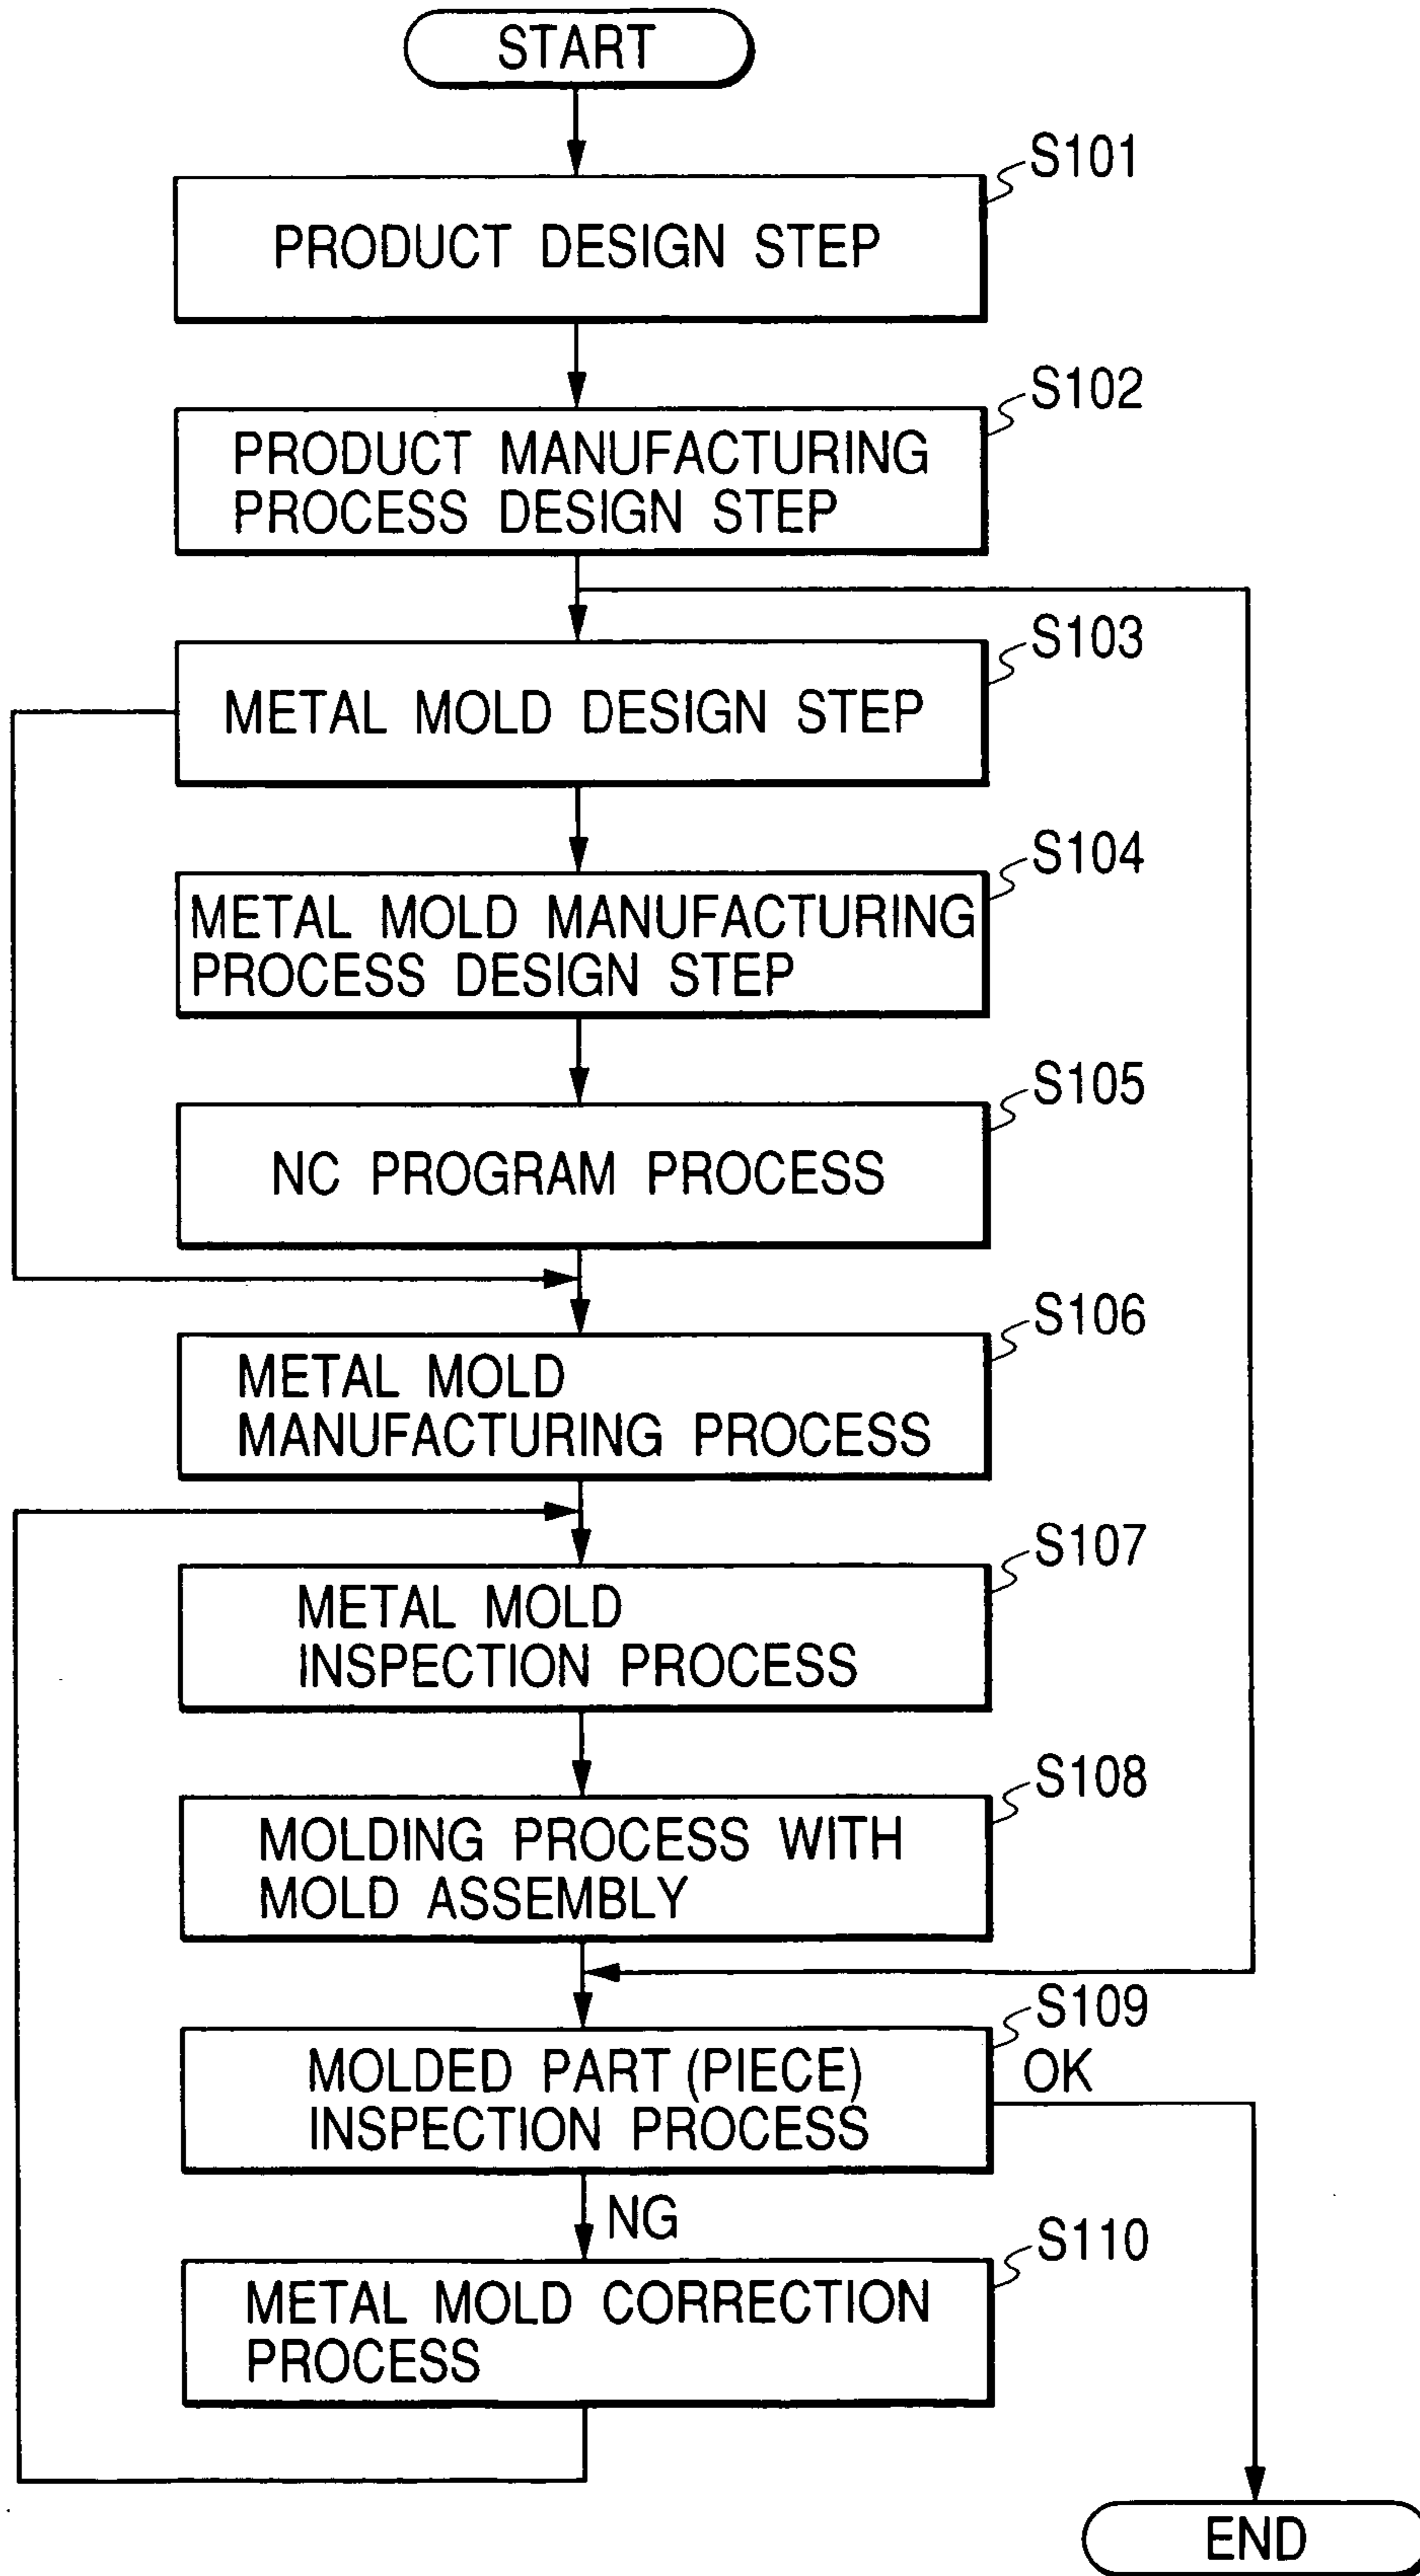 START
S101
PRODUCT DESIGN STEP
S102
PRODUCT MANUFACTURING
PROCESS DESIGN STEP
S103
METAL MOLD DESIGN STEP
S104
METAL MOLD MANUFACTURING
PROCESS DESIGN STEP
S105
NC PROGRAM PROCESS
S106
METAL MOLD
MANUFACTURING PROCESS
S107
METAL MOLD
INSPECTION PROCESS
S108
MOLDING PROCESS WITH
MOLD ASSEMBLY
S109
MOLDED PART (PIECE)
INSPECTION PROCESS
OK
NG
S110
METAL MOLD CORRECTION
PROCESS
END